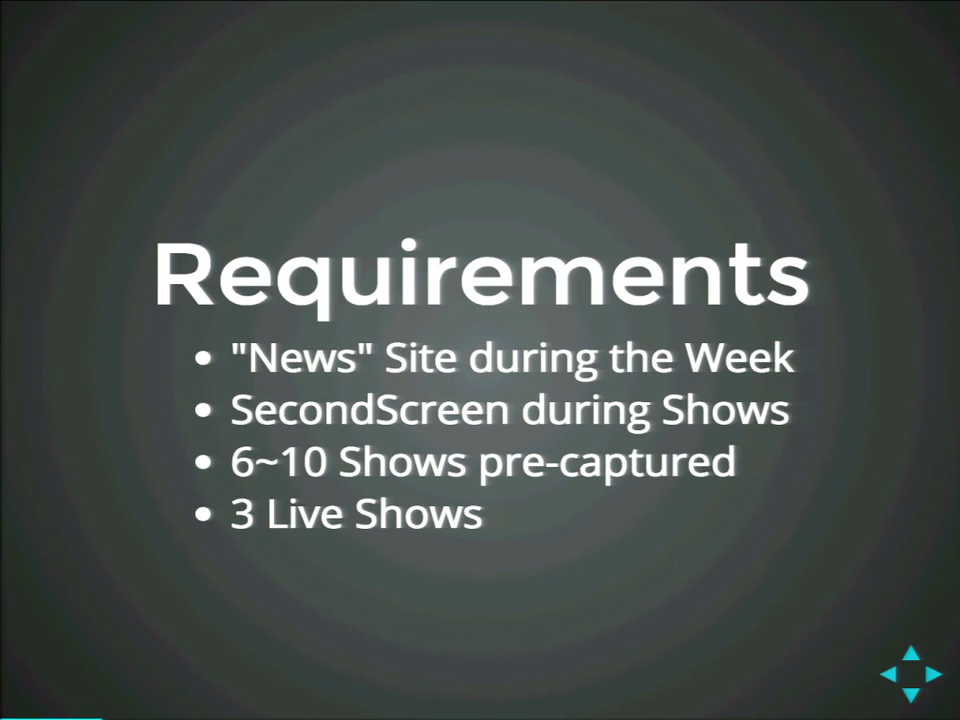 Requirements
• "News" Site during the Week
• SecondScreen during Shows
• 6~10 Shows pre-captured
• 3 Live Shows